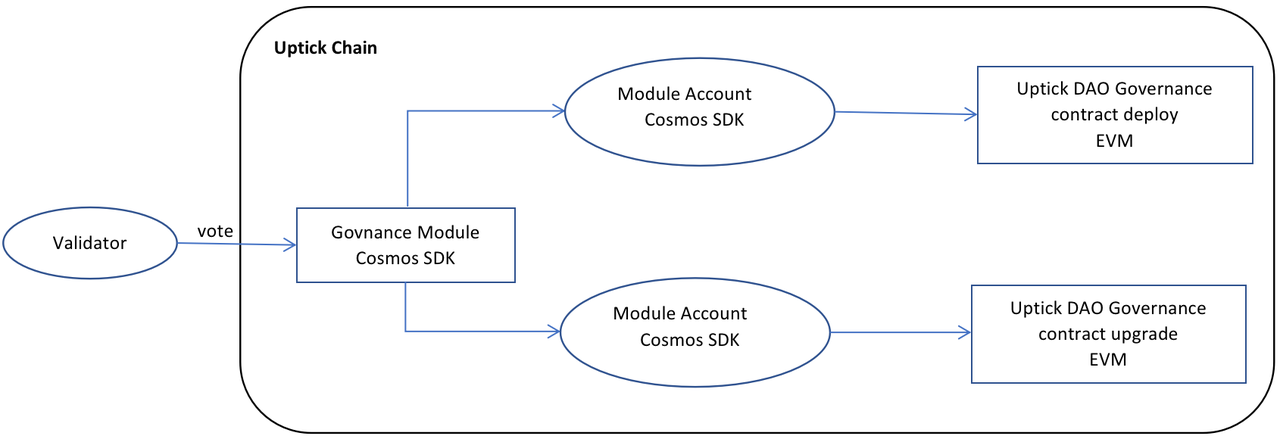 Uptick Chain
Module Account
Cosmos SDK
Uptick DAO Governance
contract deploy
EVM
Validator
vote
Govnance Module
Cosmos SDK
Module Account
Cosmos SDK
Uptick DAO Governance
contract upgrade
EVM